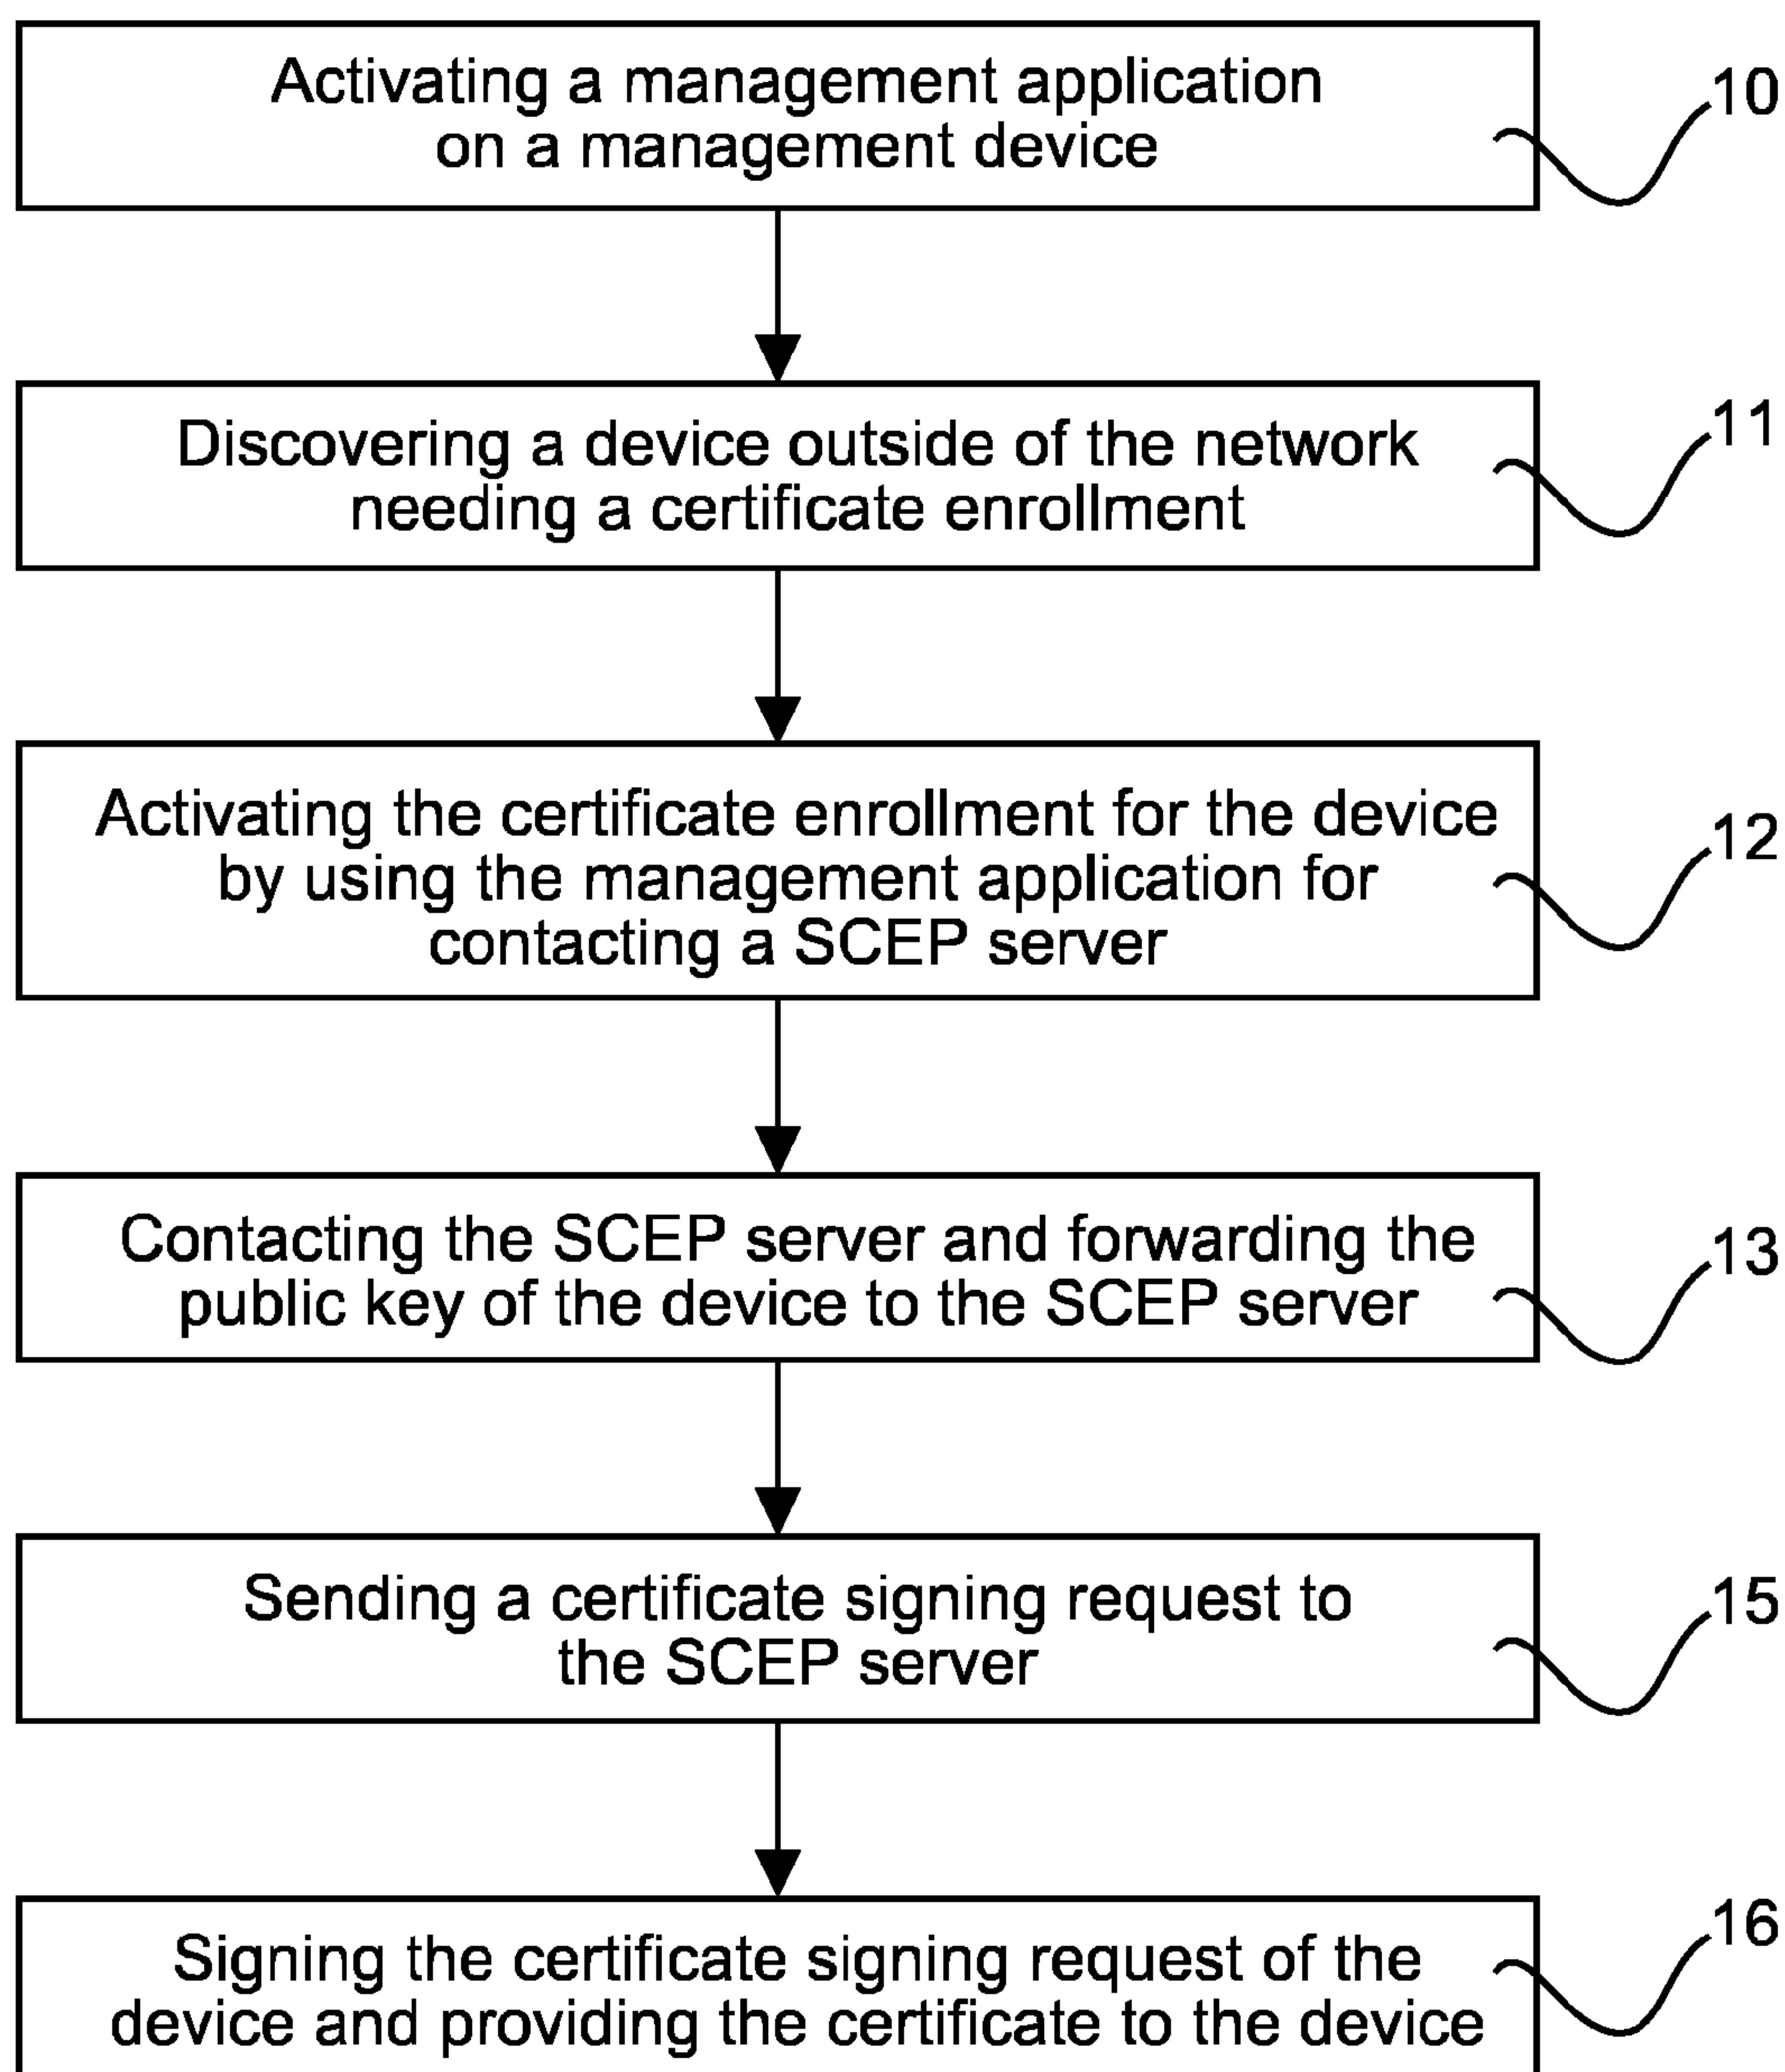 Activating a management application
on a management device
10
Discovering a device outside of the network
needing a certificate enrollment
11
Activating the certificate enrollment for the device
by using the management application for
contacting a SCEP server
12
Contacting the SCEP server and forwarding the
public key of the device to the SCEP server
13
Sending a certificate signing request to
the SCEP server
15
Signing the certificate signing request of the
device and providing the certificate to the device
16